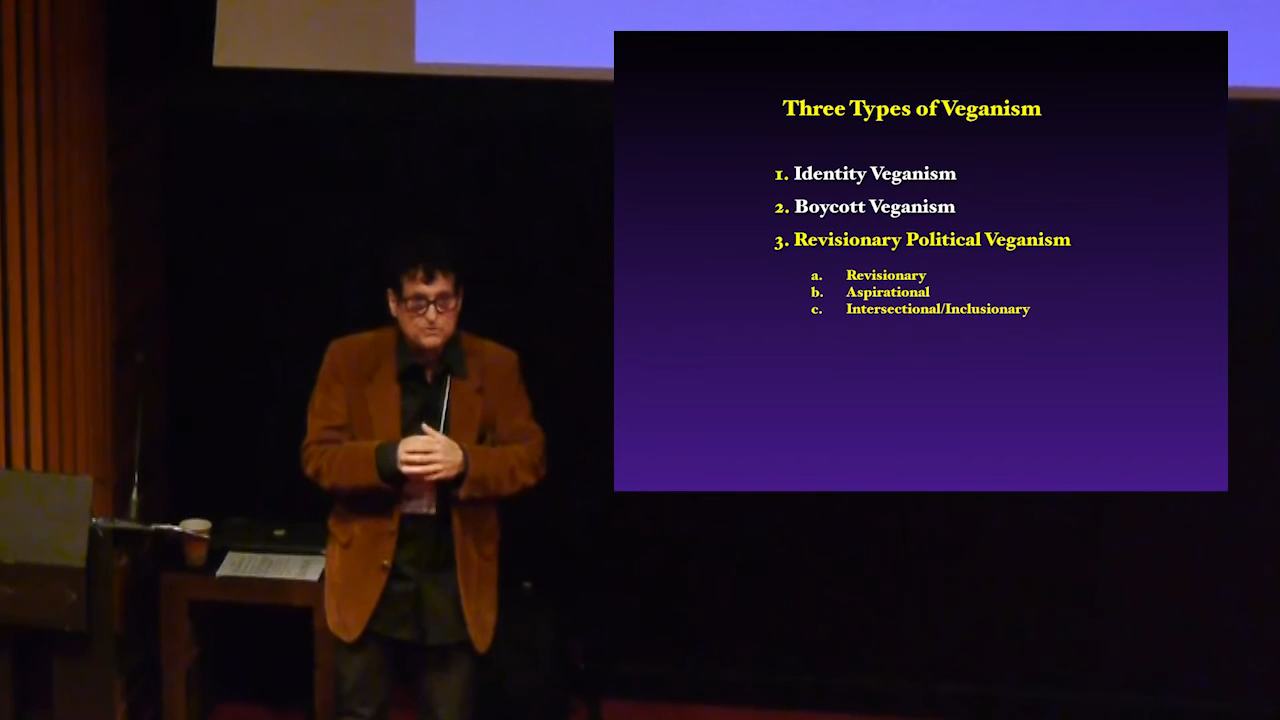 Three Types of Veganism
1. Identity Veganism
2. Boycott Veganism
3. Revisionary Political Veganism
a. Revisionary
b. Aspirational
c. Intersectional/Inclusionary